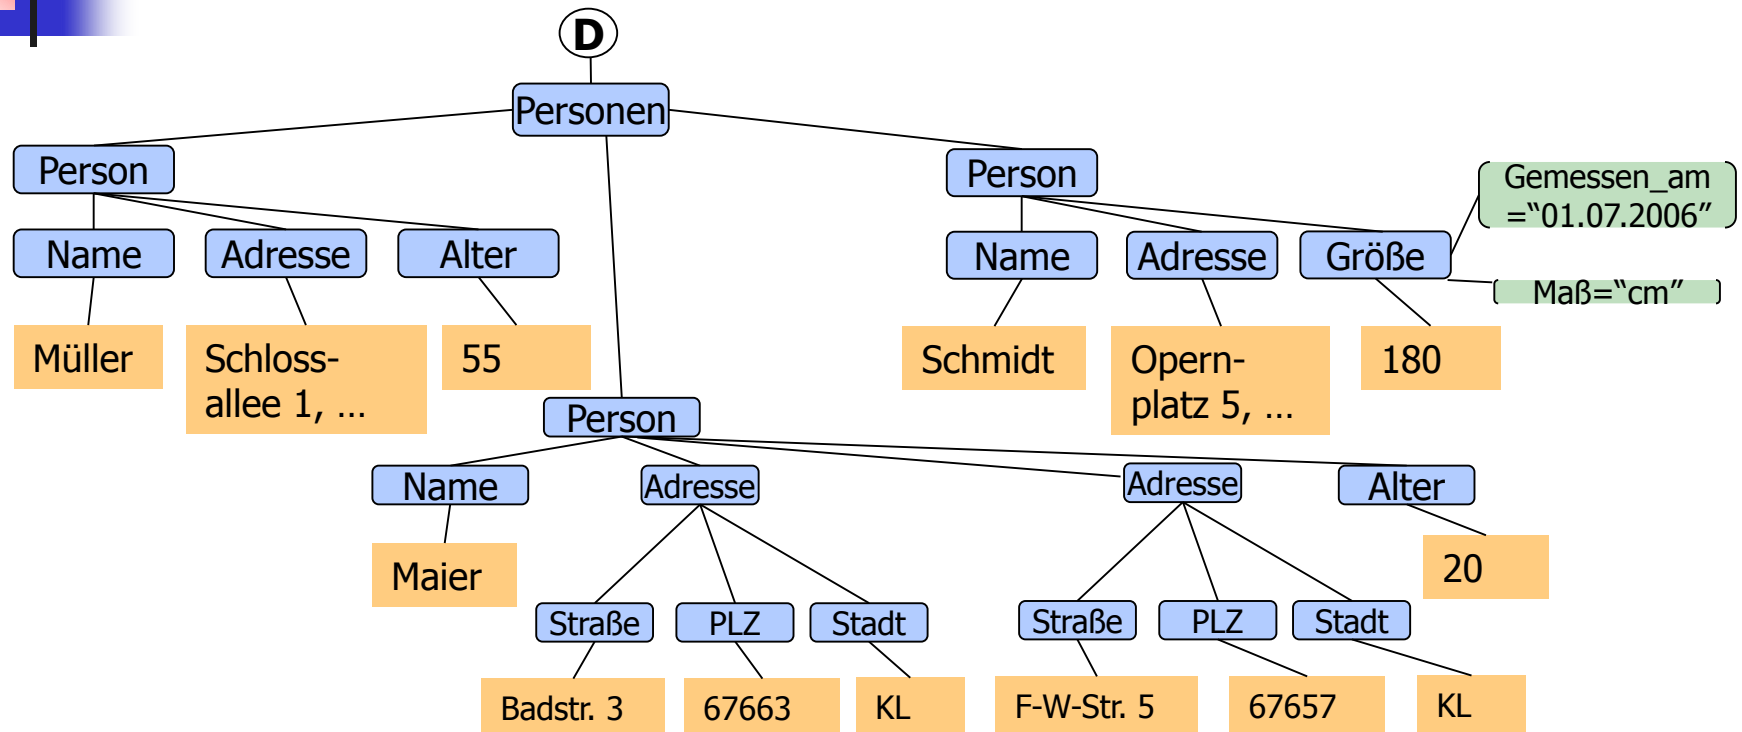 D
Personen
Person
Person
Gemessen_am
=“01.07.2006”
Name
Adresse
Alter
Name
Adresse
Größe
Maß=“cm”
Müller
Schloss-
allee 1, ...
55
Schmidt
Opern-
platz 5, ...
180
Person
Name
Adresse
Adresse
Alter
Maier
20
Straße
PLZ
Stadt
Straße
PLZ
Stadt
Badstr. 3
67663
KL
F-W-Str. 5
67657
KL